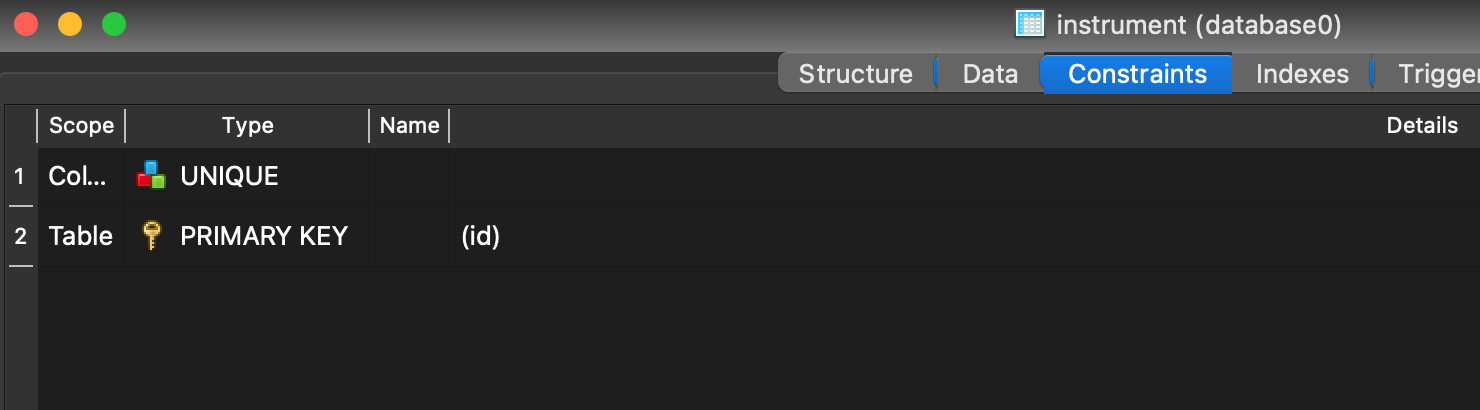 instrument (database0)
Structure Data Constraints Indexes Trigger
Scope Type Name Details
1 Col... UNIQUE
2 Table PRIMARY KEY (id)